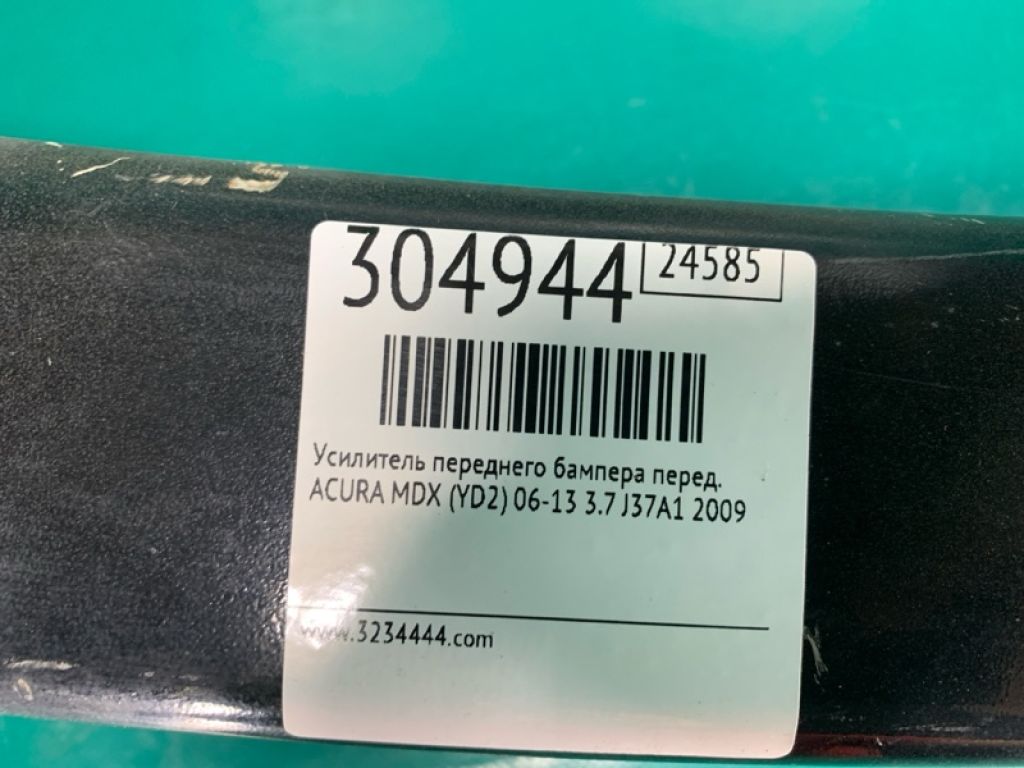 304944 24585
Усилитель переднего бампера перед.
ACURA MDX (YD2) 06-13 3.7 J37A1 2009
www.3234444.com